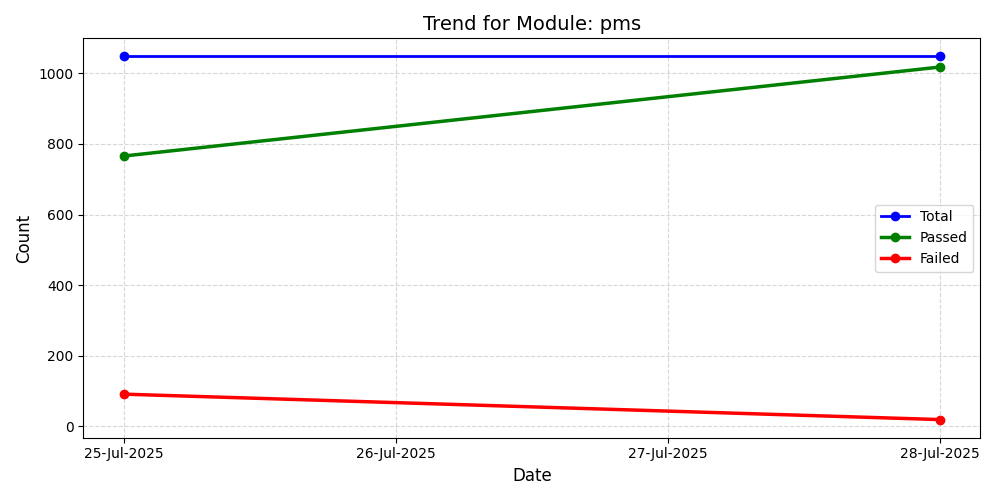 Trend for Module: pms
1000
800
600
400
200
0
Count
Total
Passed
Failed
25-Jul-2025 26-Jul-2025 27-Jul-2025 28-Jul-2025
Date